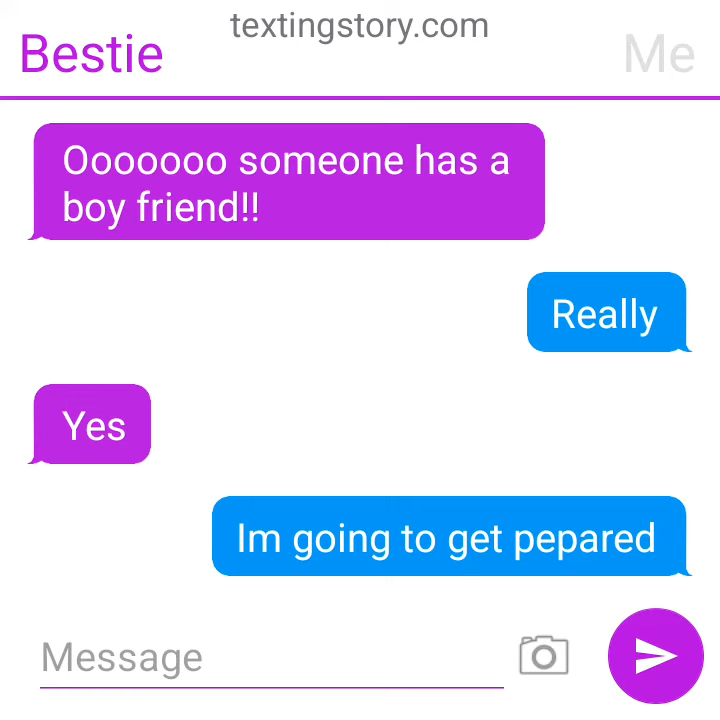 textingstory.com
Bestie
Me
Ooooooo someone has a
boy friend!!
Really
Yes
Im going to get pepared
Message